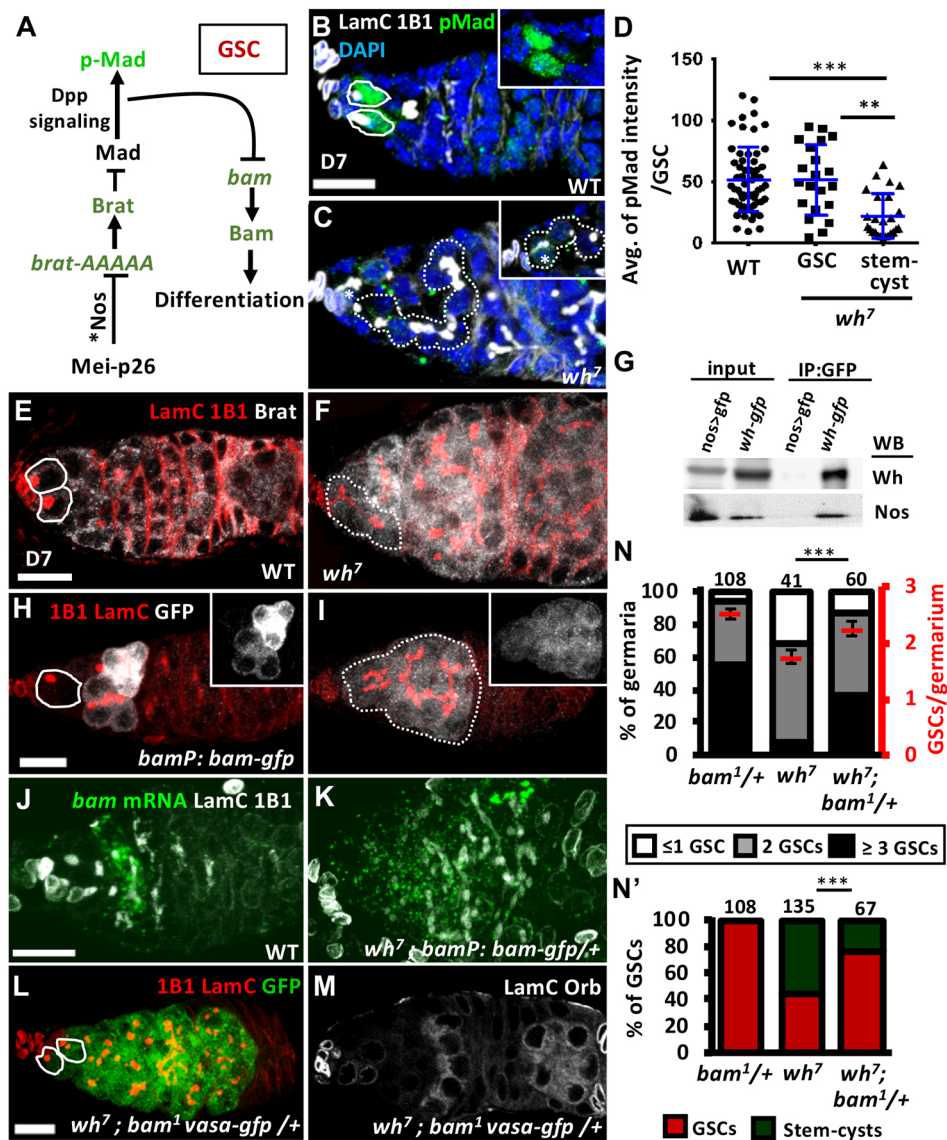 A
GSC
p-Mad
Dpp
signaling
Mad
Brat
brat-AAAAA
*Nos
Mei-p26
bam
Bam
Differentiation
B
LamC 1B1 pMad
DAPI
D7
WT
C
*
*
wh7
D
Avg. of pMad intensity
/GSC
150
100
50
0
***
**
WT
GSC
stem-
cyst
wh7
E
LamC 1B1 Brat
D7
WT
F
wh7
G
input
IP:GFP
nos>gfp
wh-gfp
nos>gfp
wh-gfp
WB
Wh
Nos
H
1B1 LamC GFP
bamP: bam-gfp
I
J
bam mRNA LamC 1B1
WT
K
wh7 ; bamP: bam-gfp/+
L
1B1 LamC GFP
wh7 ; bam1 vasa-gfp /+
M
LamC Orb
wh7 ; bam1 vasa-gfp /+
N
***
108
41
60
% of germaria
100
80
60
40
20
0
GSCs/germarium
3
2
1
0
bam1/+
wh7
wh7;
bam1/+
≤1 GSC
2 GSCs
≥ 3 GSCs
N’
***
108
135
67
% of GSCs
100
80
60
40
20
0
bam1/+
wh7
wh7;
bam1/+
GSCs
Stem-cysts